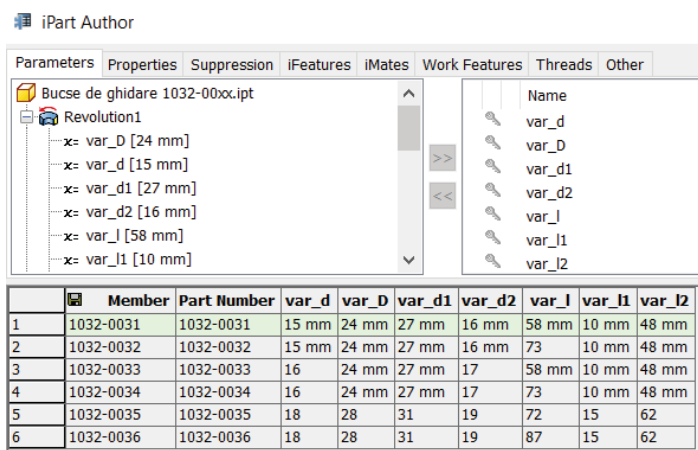 iPart Author
Parameters Properties Suppression iFeatures iMates Work Features Threads Other
Bucse de ghidare 1032-00xx.ipt
Revolution1
x= var_D [24 mm]
x= var_d [15 mm]
x= var_d1 [27 mm]
x= var_d2 [16 mm]
x= var_l [58 mm]
x= var_l1 [10 mm]
>>
<<
Name
var_d
var_D
var_d1
var_d2
var_l
var_l1
var_l2
Member Part Number var_d var_D var_d1 var_d2 var_l var_l1 var_l2
1 1032-0031 1032-0031 15 mm 24 mm 27 mm 16 mm 58 mm 10 mm 48 mm
2 1032-0032 1032-0032 15 mm 24 mm 27 mm 16 mm 73 10 mm 48 mm
3 1032-0033 1032-0033 16 24 mm 27 mm 17 58 mm 10 mm 48 mm
4 1032-0034 1032-0034 16 24 mm 27 mm 17 73 10 mm 48 mm
5 1032-0035 1032-0035 18 28 31 19 72 15 62
6 1032-0036 1032-0036 18 28 31 19 87 15 62